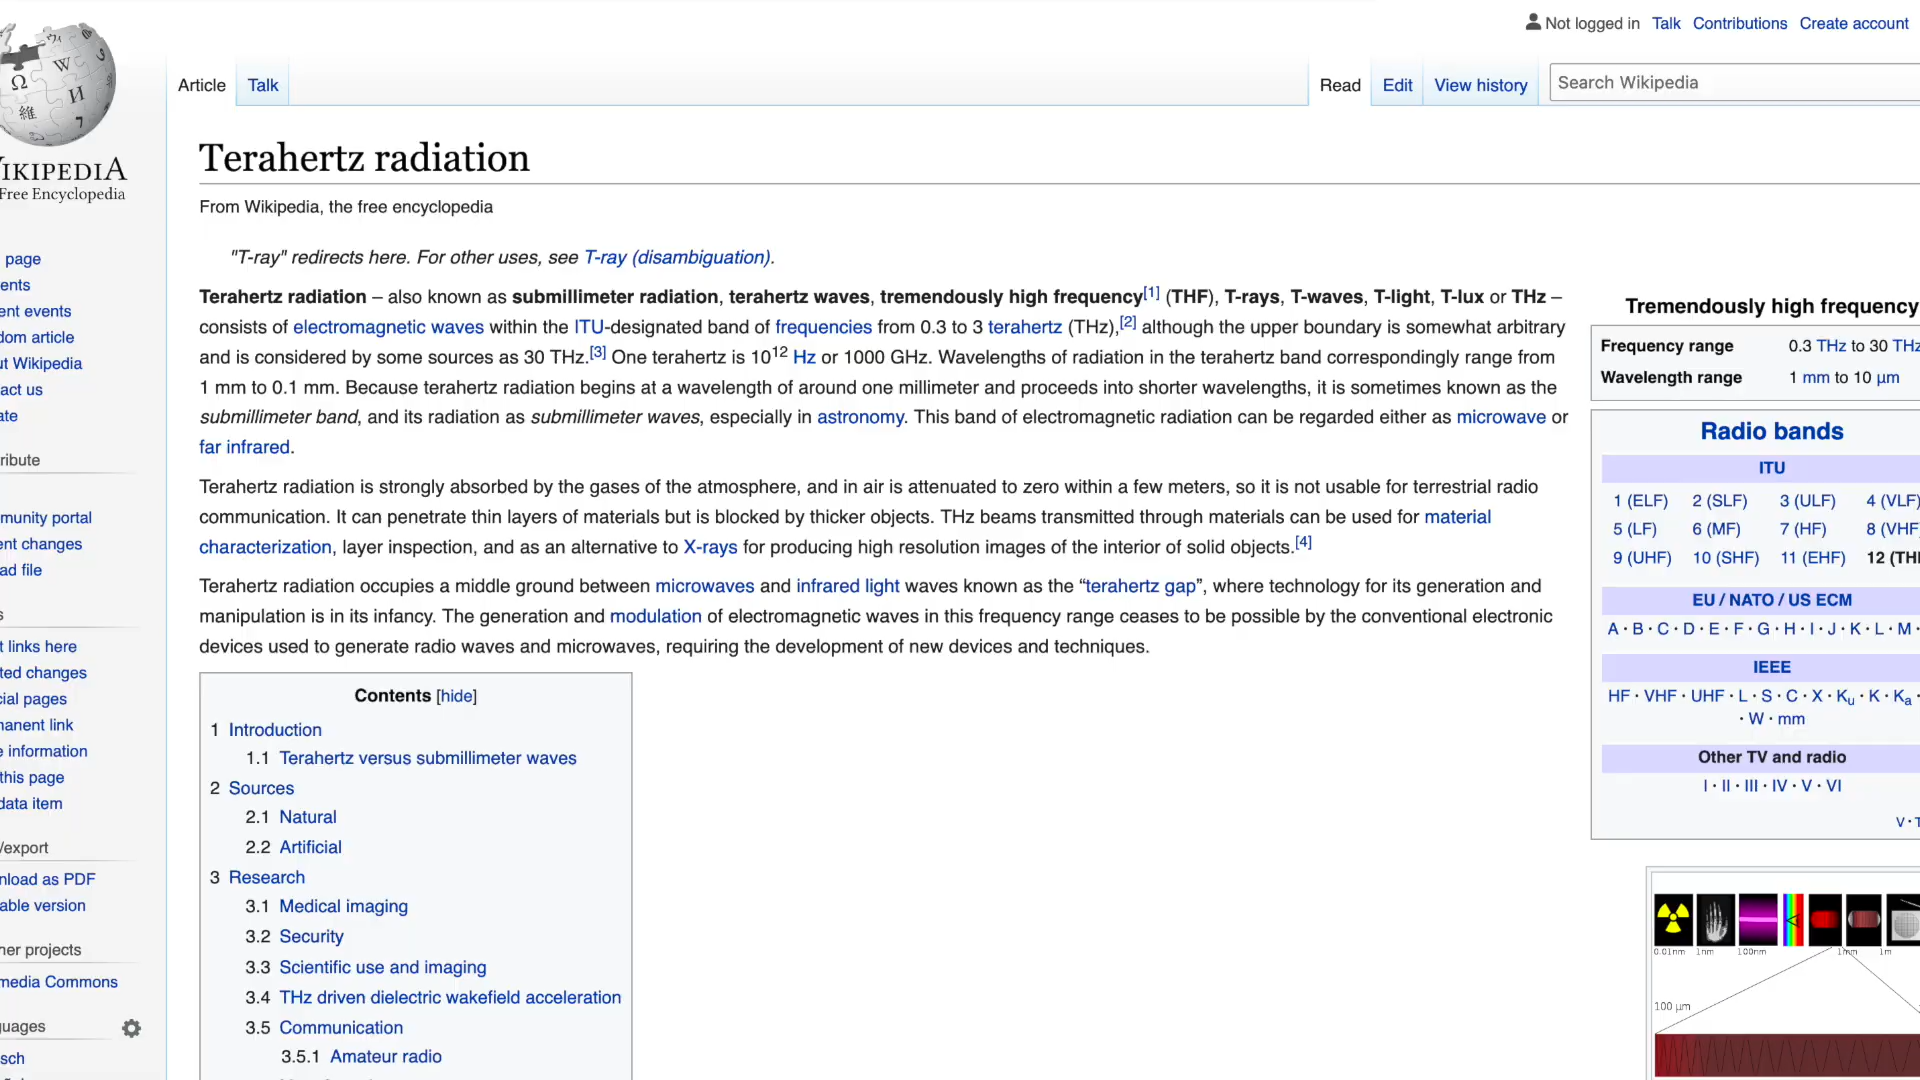 Not logged in Talk Contributions Create account
Article Talk Read Edit View history Search Wikipedia
Ω W И 維 7
IKIPEDIA
Free Encyclopedia
page
ents
ent events
dom article
ut Wikipedia
act us
ate
ribute
munity portal
ent changes
ad file
s
t links here
ted changes
cial pages
manent link
e information
this page
data item
/export
nload as PDF
able version
her projects
media Commons
guages
sch
Terahertz radiation
From Wikipedia, the free encyclopedia
"T-ray" redirects here. For other uses, see T-ray (disambiguation).
Terahertz radiation – also known as submillimeter radiation, terahertz waves, tremendously high frequency[1] (THF), T-rays, T-waves, T-light, T-lux or THz –
consists of electromagnetic waves within the ITU-designated band of frequencies from 0.3 to 3 terahertz (THz),[2] although the upper boundary is somewhat arbitrary
and is considered by some sources as 30 THz.[3] One terahertz is 10¹² Hz or 1000 GHz. Wavelengths of radiation in the terahertz band correspondingly range from
1 mm to 0.1 mm. Because terahertz radiation begins at a wavelength of around one millimeter and proceeds into shorter wavelengths, it is sometimes known as the
submillimeter band, and its radiation as submillimeter waves, especially in astronomy. This band of electromagnetic radiation can be regarded either as microwave or
far infrared.
Terahertz radiation is strongly absorbed by the gases of the atmosphere, and in air is attenuated to zero within a few meters, so it is not usable for terrestrial radio
communication. It can penetrate thin layers of materials but is blocked by thicker objects. THz beams transmitted through materials can be used for material
characterization, layer inspection, and as an alternative to X-rays for producing high resolution images of the interior of solid objects.[4]
Terahertz radiation occupies a middle ground between microwaves and infrared light waves known as the “terahertz gap”, where technology for its generation and
manipulation is in its infancy. The generation and modulation of electromagnetic waves in this frequency range ceases to be possible by the conventional electronic
devices used to generate radio waves and microwaves, requiring the development of new devices and techniques.
Contents [hide]
1 Introduction
1.1 Terahertz versus submillimeter waves
2 Sources
2.1 Natural
2.2 Artificial
3 Research
3.1 Medical imaging
3.2 Security
3.3 Scientific use and imaging
3.4 THz driven dielectric wakefield acceleration
3.5 Communication
3.5.1 Amateur radio
Tremendously high frequency
Frequency range 0.3 THz to 30 THz
Wavelength range 1 mm to 10 μm
Radio bands
ITU
1 (ELF) 2 (SLF) 3 (ULF) 4 (VLF)
5 (LF) 6 (MF) 7 (HF) 8 (VHF
9 (UHF) 10 (SHF) 11 (EHF) 12 (TH
EU / NATO / US ECM
A · B · C · D · E · F · G · H · I · J · K · L · M ·
IEEE
HF · VHF · UHF · L · S · C · X · Ku · K · Ka ·
· W · mm
Other TV and radio
I · II · III · IV · V · VI
V · T
0.01nm 1nm 100nm 1mm 1m
100 μm